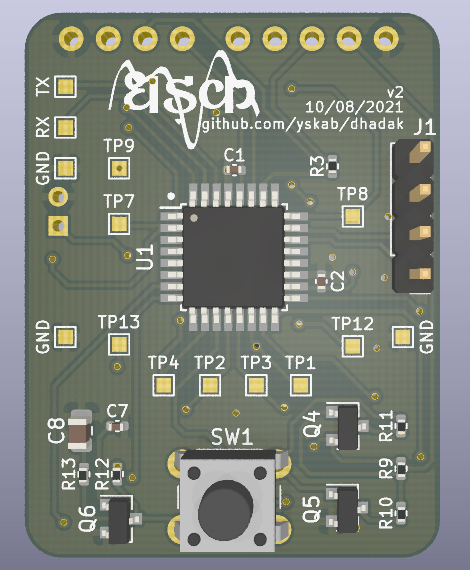 TX
RX
GND
TP9
TP7
C1
R3
v2
10/08/2021
github.com/yskab/dhadak
J1
TP8
U1
C2
GND
TP13
TP12
GND
TP4
TP2
TP3
TP1
C8
C7
SW1
Q4
R11
R13
R12
R9
Q6
Q5
R10